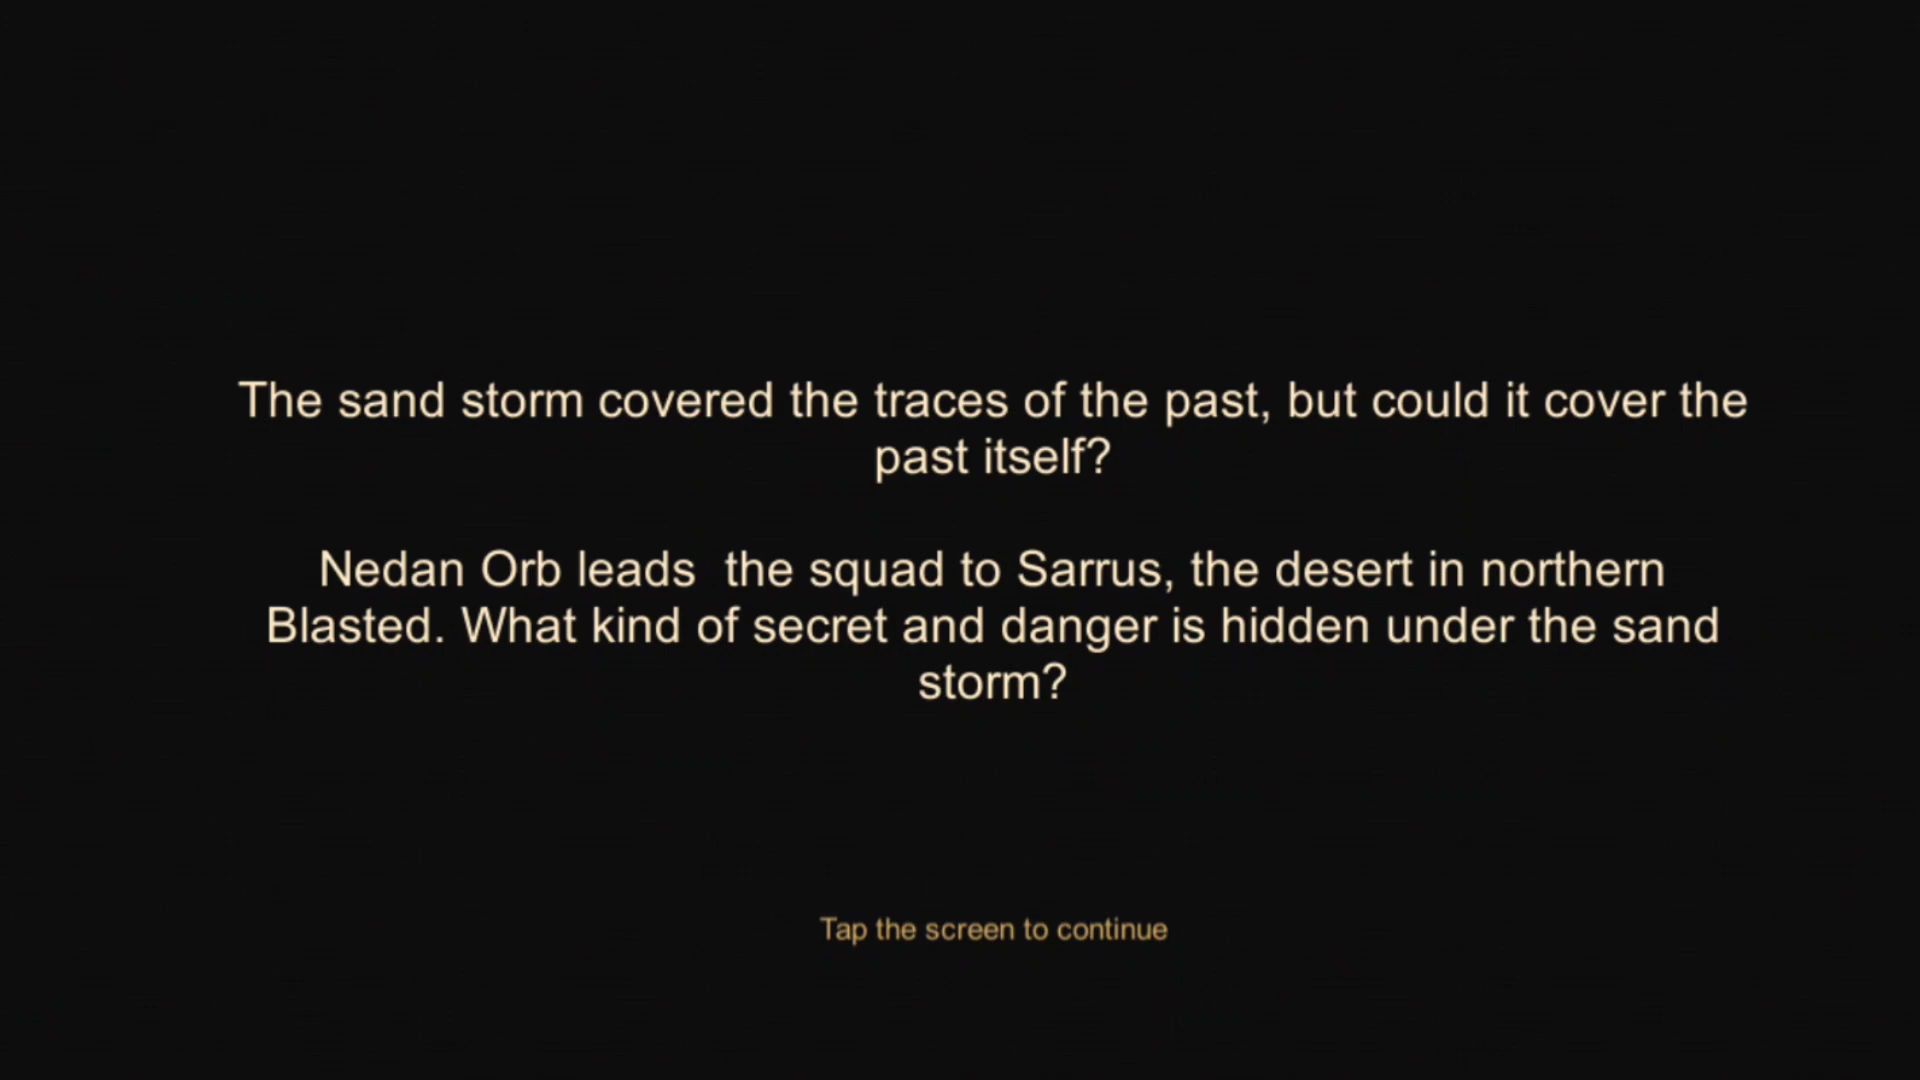 The sand storm covered the traces of the past, but could it cover the
past itself?
Nedan Orb leads  the squad to Sarrus, the desert in northern
Blasted. What kind of secret and danger is hidden under the sand
storm?
Tap the screen to continue